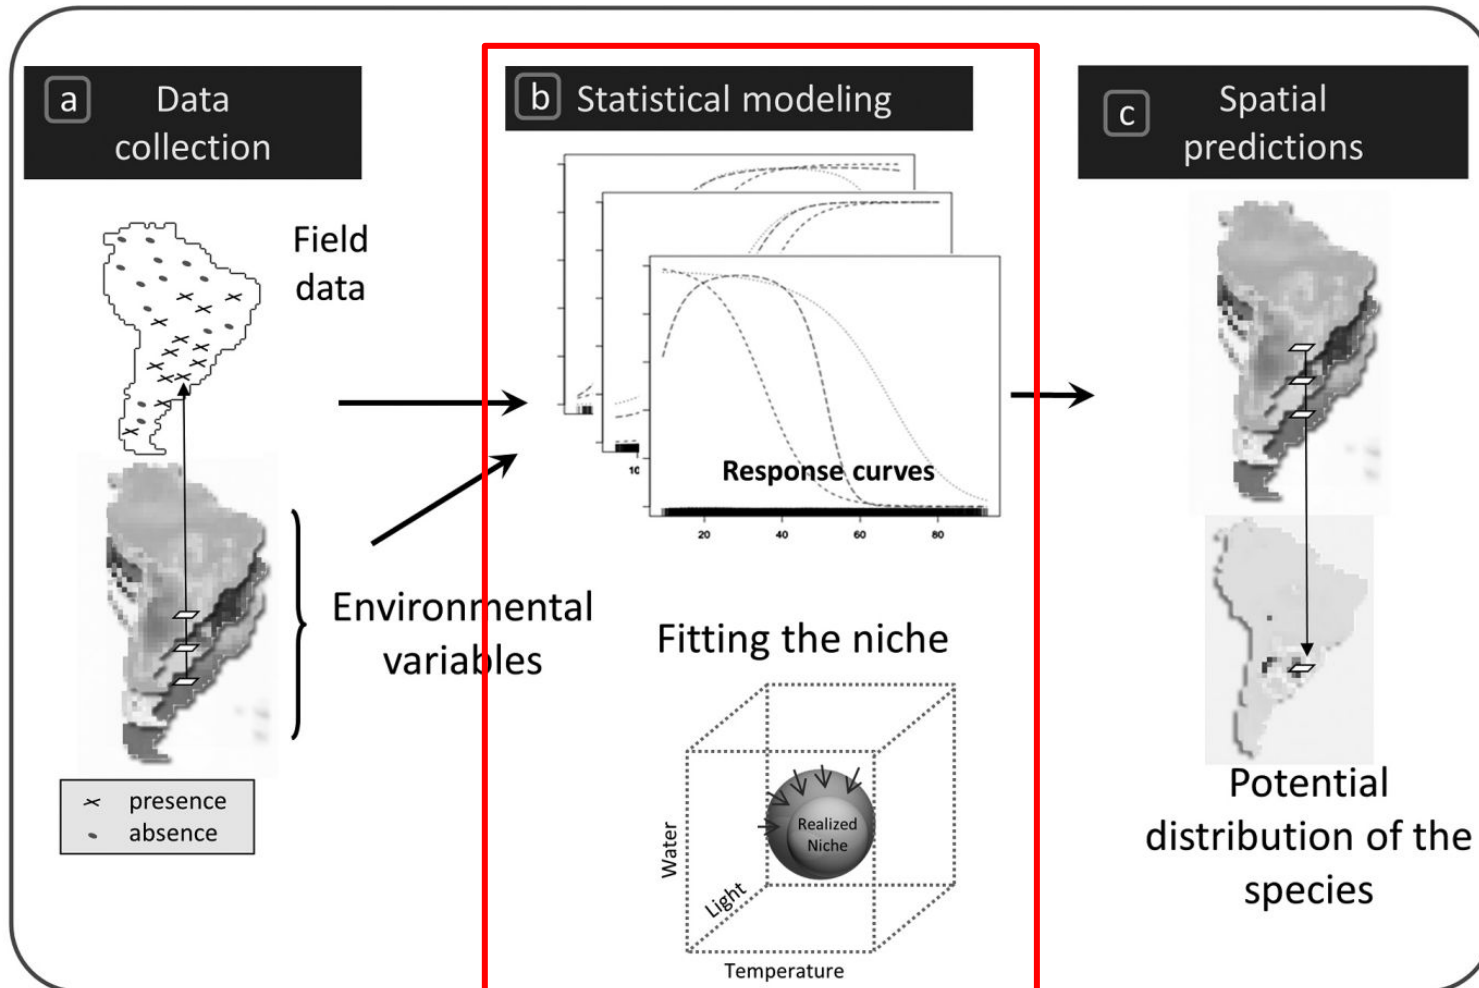 a
Data
collection
Field
data
Environmental
variables
presence
absence
b
Statistical modeling
10
Response curves
20
40
60
80
Fitting the niche
Realized
Niche
Water
Light
Temperature
c
Spatial
predictions
Potential
distribution of the
species